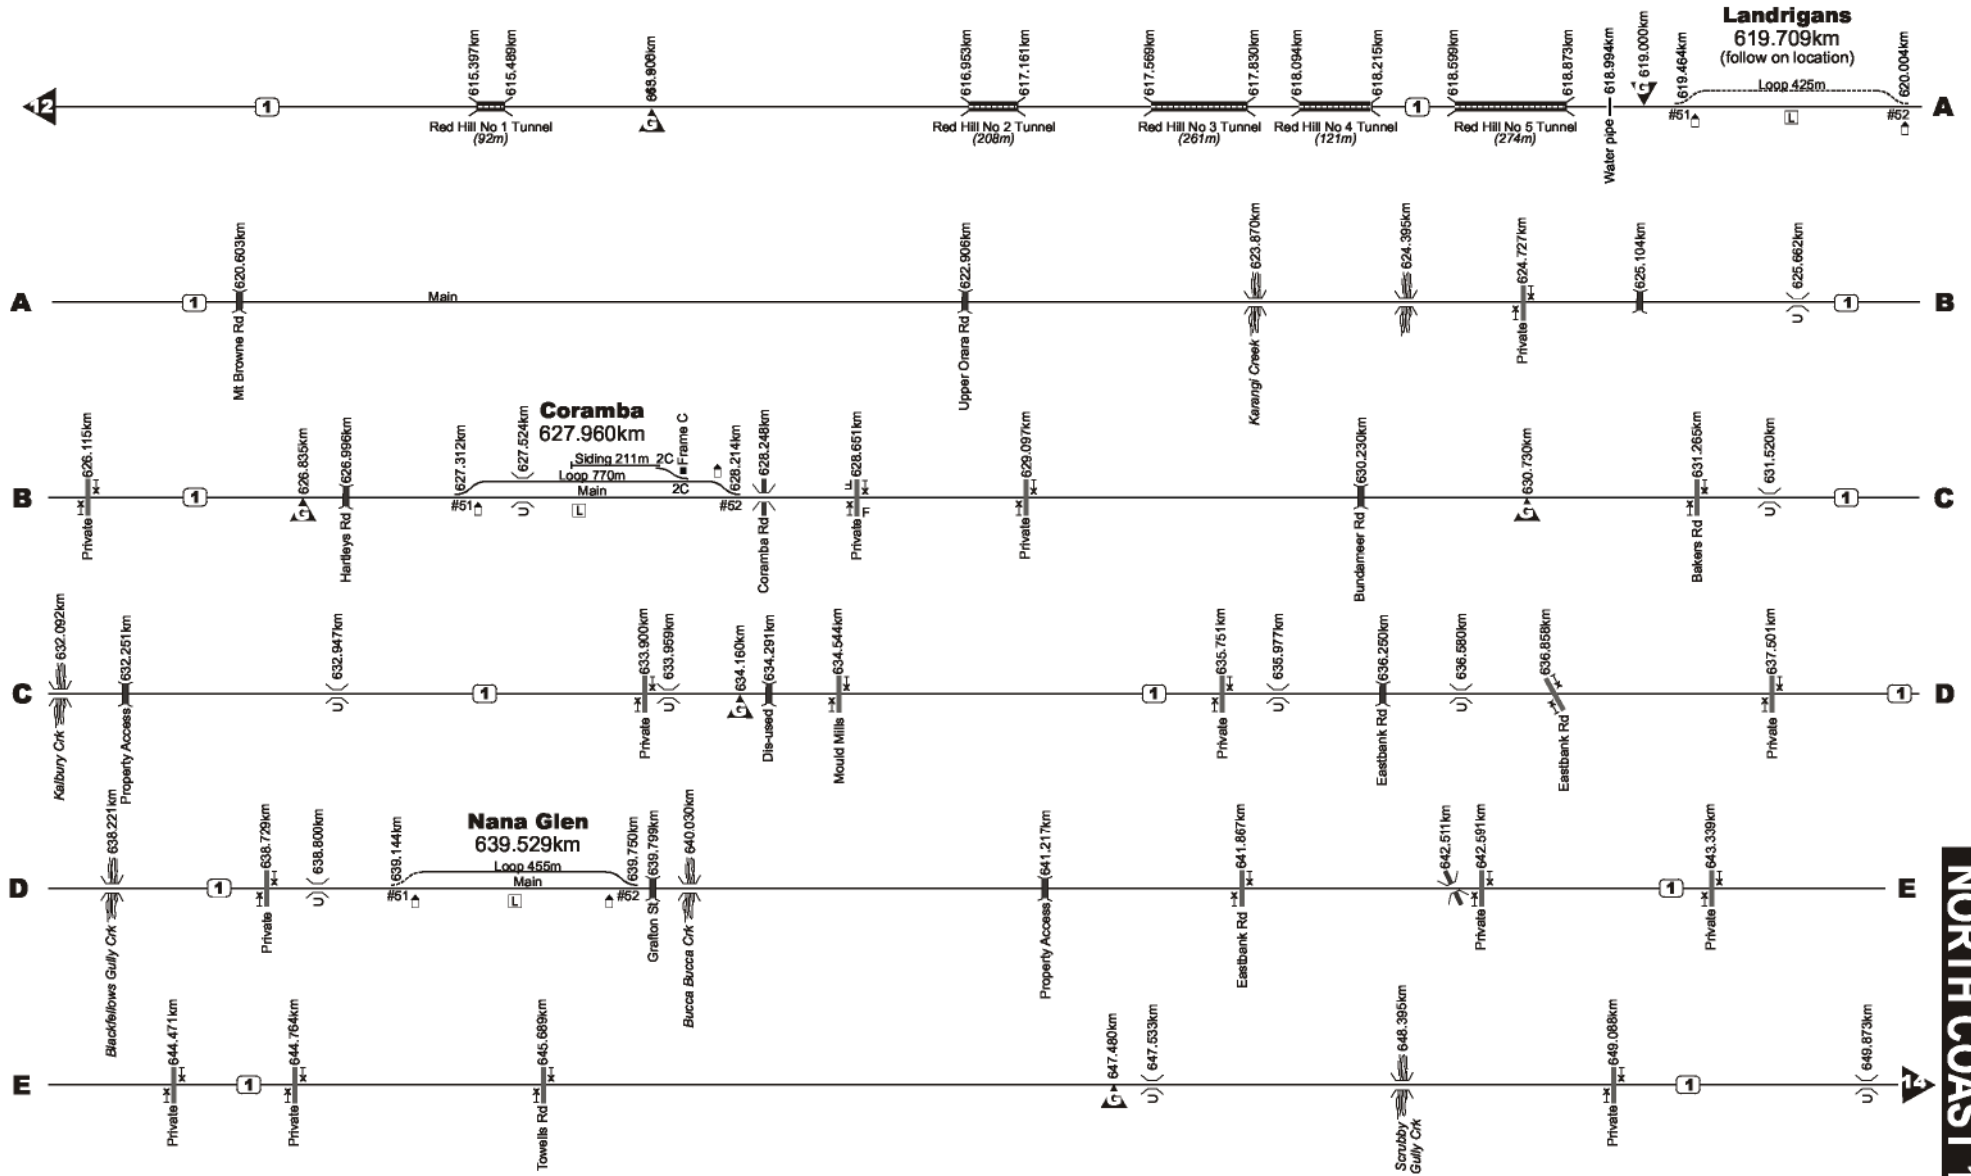 Landrigans
619.709km
(follow on location)
12
1
615.397km
615.489km
Red Hill No 1 Tunnel
(92m)
G
616.953km
617.161km
Red Hill No 2 Tunnel
(208m)
617.569km
617.830km
Red Hill No 3 Tunnel
(261m)
618.094km
618.215km
Red Hill No 4 Tunnel
(121m)
1
618.599km
618.873km
Red Hill No 5 Tunnel
(274m)
Water pipe
618.994km
G
619.000km
619.464km
Loop 425m
#51
L
#52
620.004km
A
A
1
Mt Browne Rd
620.603km
Main
Upper Orara Rd
622.906km
Karangi Creek
623.870km
624.395km
Private
624.727km
625.104km
625.662km
U
1
B
B
Private
626.115km
1
626.835km
G
Hartleys Rd
626.996km
627.312km
#51
627.524km
U
Coramba
627.960km
Siding 211m
2C
Frame C
Loop 770m
Main
2C
L
#52
628.214km
Coramba Rd
628.248km
Private
628.651km
F
F
Private
629.097km
Bundameer Rd
630.230km
630.730km
G
Bakers Rd
631.265km
631.520km
U
1
C
C
Kalbury Crk
632.092km
Property Access
632.251km
632.947km
U
1
Private
633.900km
633.959km
U
634.160km
G
Dis-used
634.291km
Mould Mills
634.544km
1
Private
635.751km
635.977km
U
Eastbank Rd
636.250km
636.580km
U
636.858km
Eastbank Rd
Private
637.501km
1
D
D
Blackfellows Gully Crk
638.221km
1
Private
638.729km
638.800km
U
639.144km
#51
Nana Glen
639.529km
Loop 455m
Main
L
#52
639.750km
Grafton St
639.799km
Bucca Bucca Crk
640.030km
Property Access
641.217km
Eastbank Rd
641.867km
642.511km
Private
642.591km
1
Private
643.339km
E
E
Private
644.471km
1
Private
644.764km
Towells Rd
645.689km
647.480km
G
647.533km
U
Scrubby
Gully Crk
648.395km
Private
649.088km
1
649.873km
U
14
NORTH COAST